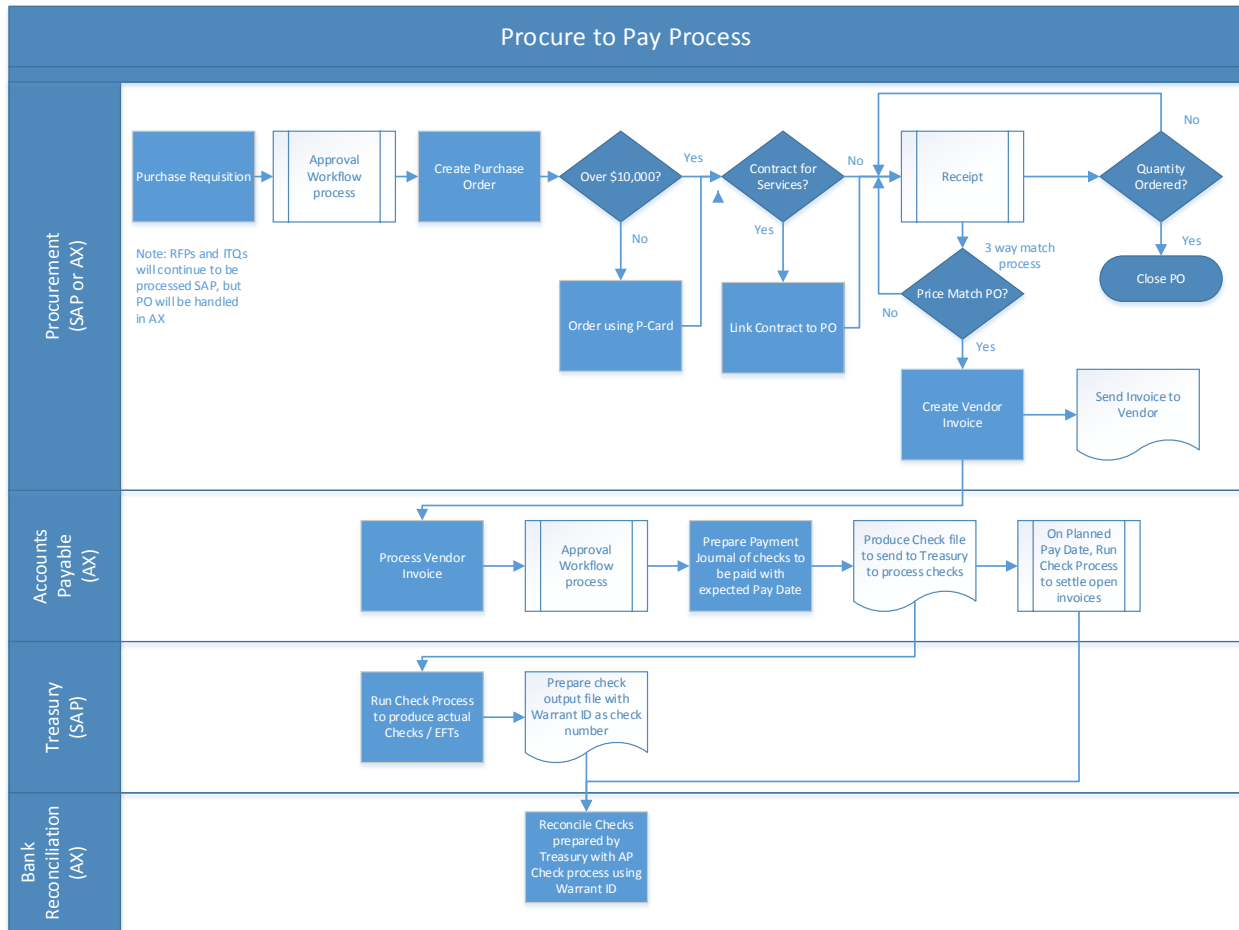 Procure to Pay Process
Procurement
(SAP or AX)
Purchase Requisition
Approval
Workflow
process
Create Purchase
Order
Over $10,000?
Yes
Contract for
Services?
No
Receipt
No
Quantity
Ordered?
Note: RFPs and ITQs
will continue to be
processed SAP, but
PO will be handled
in AX
No
Yes
3 way match
process
Yes
Close PO
Order using P-Card
Link Contract to PO
Price Match PO?
No
Yes
Create Vendor
Invoice
Send Invoice to
Vendor
Accounts
Payable
(AX)
Process Vendor
Invoice
Approval
Workflow
process
Prepare Payment
Journal of checks to
be paid with
expected Pay Date
Produce Check file
to send to Treasury
to process checks
On Planned
Pay Date, Run
Check Process
to settle open
invoices
Treasury
(SAP)
Run Check Process
to produce actual
Checks / EFTs
Prepare check
output file with
Warrant ID as check
number
Bank
Reconciliation
(AX)
Reconcile Checks
prepared by
Treasury with AP
Check process using
Warrant ID